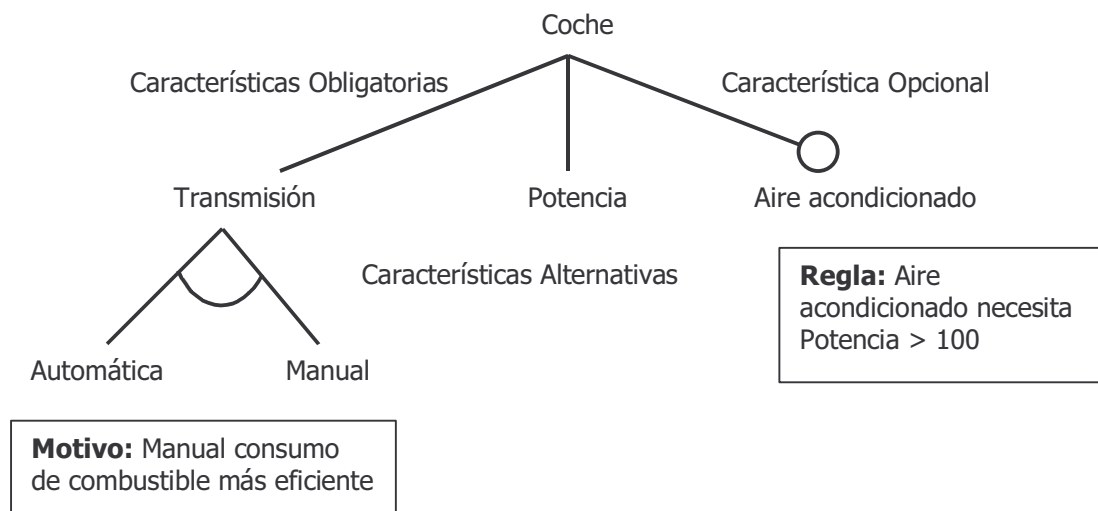 Coche
Características Obligatorias
Característica Opcional
Transmisión
Potencia
Aire acondicionado
Características Alternativas
Regla: Aire
acondicionado necesita
Potencia > 100
Automática
Manual
Motivo: Manual consumo
de combustible más eficiente